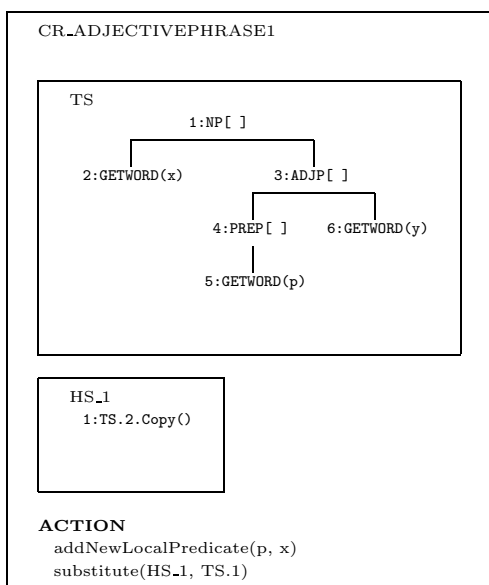 CR_ADJECTIVEPHRASE1
TS
1:NP[ ]
2:GETWORD(x) 3:ADJP[ ]
4:PREP[ ] 6:GETWORD(y)
5:GETWORD(p)
HS_1
1:TS.2.Copy()
ACTION
addNewLocalPredicate(p, x)
substitute(HS_1, TS.1)